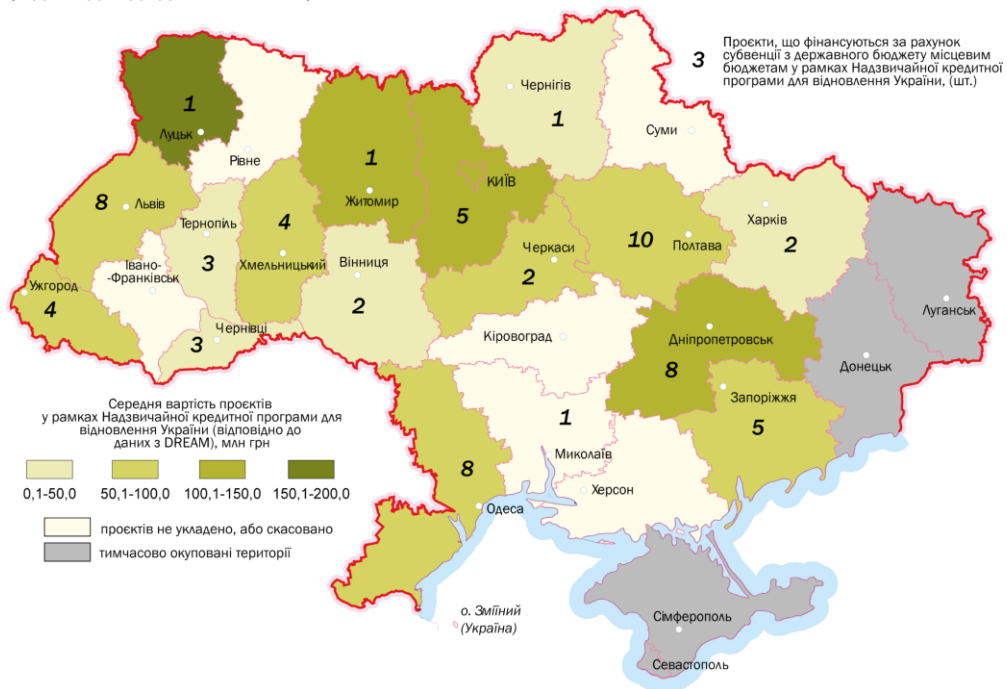 3
Проєкти, що фінансуються за рахунок
субвенції з державного бюджету місцевим
бюджетам у рамках Надзвичайної кредитної
програми для відновлення України, (шт.)
Чернігів
1
Суми
1
Луцьк
Рівне
1
Житомир
КИЇВ
5
8
Львів
Тернопіль
3
4
Хмельницький
Вінниця
2
Черкаси
2
10
Полтава
Харків
2
Івано-
-Франківськ
Ужгород
4
Чернівці
3
Кіровоград
Дніпропетровськ
8
Луганськ
Донецьк
Запоріжжя
5
1
Миколаїв
Херсон
8
Одеса
Середня вартість проєктів
у рамках Надзвичайної кредитної програми для
відновлення України (відповідно до
даних з DREAM), млн грн
0,1-50,0 50,1-100,0 100,1-150,0 150,1-200,0
проєктів не укладено, або скасовано
тимчасово окуповані території
о. Зміїний
(Україна)
Сімферополь
Севастополь